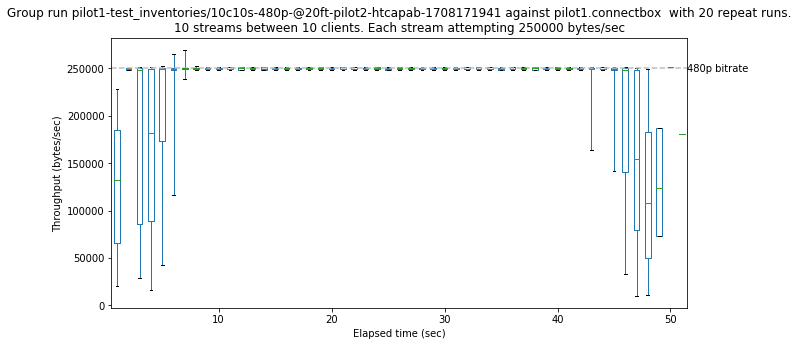 Group run pilot1-test_inventories/10c10s-480p-@20ft-pilot2-htcapab-1708171941 against pilot1.connectbox  with 20 repeat runs.
10 streams between 10 clients. Each stream attempting 250000 bytes/sec
250000
480p bitrate
200000
150000
100000
50000
0
Throughput (bytes/sec)
10
20
30
40
50
Elapsed time (sec)